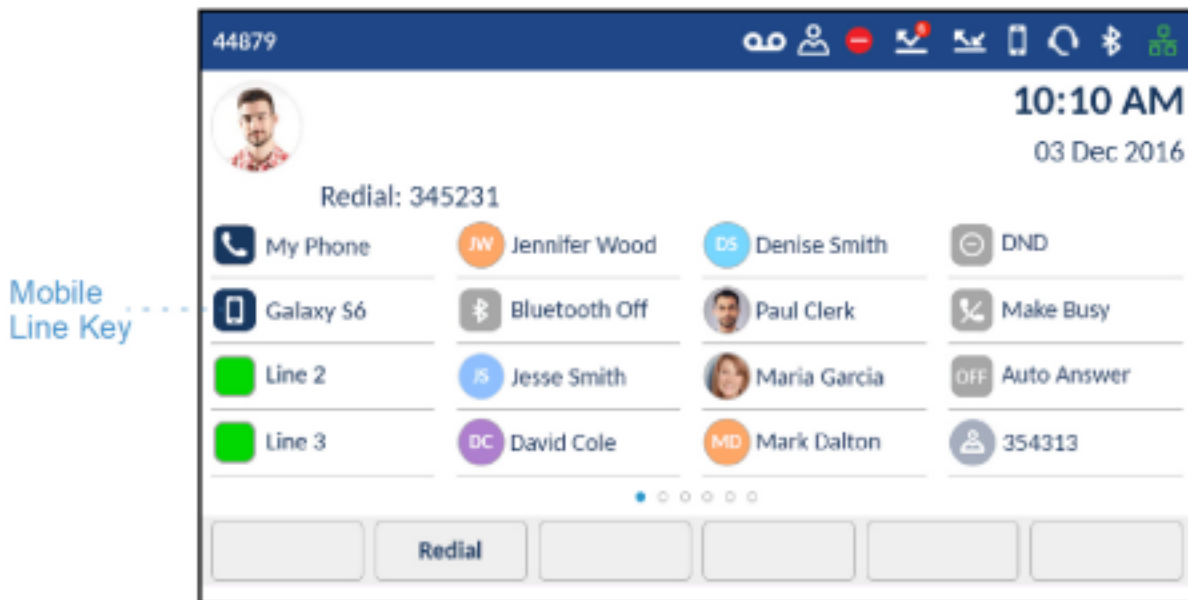 44879
10:10 AM
03 Dec 2016
Redial: 345231
My Phone
JW Jennifer Wood
DS Denise Smith
DND
Mobile
Line Key
Galaxy S6
Bluetooth Off
Paul Clerk
Make Busy
Line 2
JS Jesse Smith
Maria Garcia
OFF Auto Answer
Line 3
DC David Cole
MD Mark Dalton
354313
Redial